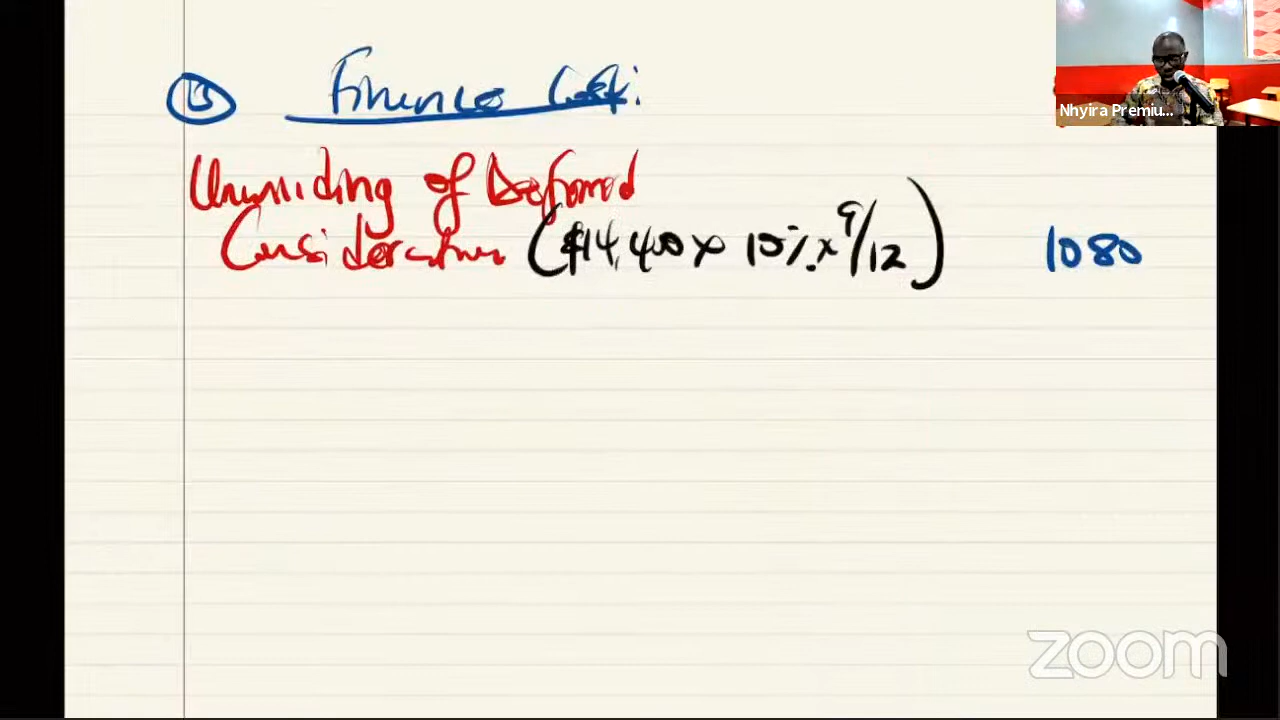 Nhyira Premiu...
Finance Cost:
Unwinding of Deferred
Consideration ($14,400 x 10% x 9/12) 1080
zoom